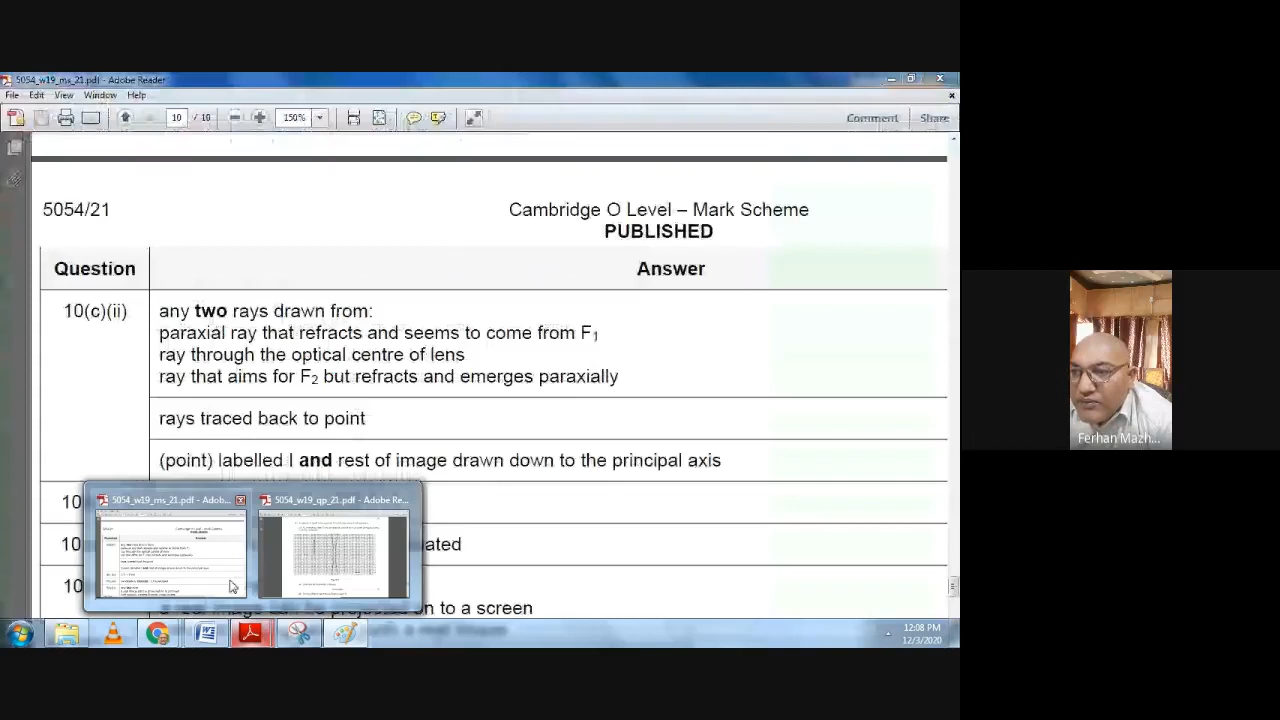 5054_w19_ms_21.pdf - Adobe Reader
File Edit View Window Help
10 / 10 150% Comment Share
5054/21 Cambridge O Level – Mark Scheme
PUBLISHED
Question Answer
10(c)(ii) any two rays drawn from:
paraxial ray that refracts and seems to come from F1
ray through the optical centre of lens
ray that aims for F2 but refracts and emerges paraxially
rays traced back to point
(point) labelled I and rest of image drawn down to the principal axis
Ferhan Mazh...
5054_w19_ms_21.pdf - Adob... 5054_w19_qp_21.pdf - Adobe Re...
10
10
10
on to a screen
12:08 PM
12/3/2020